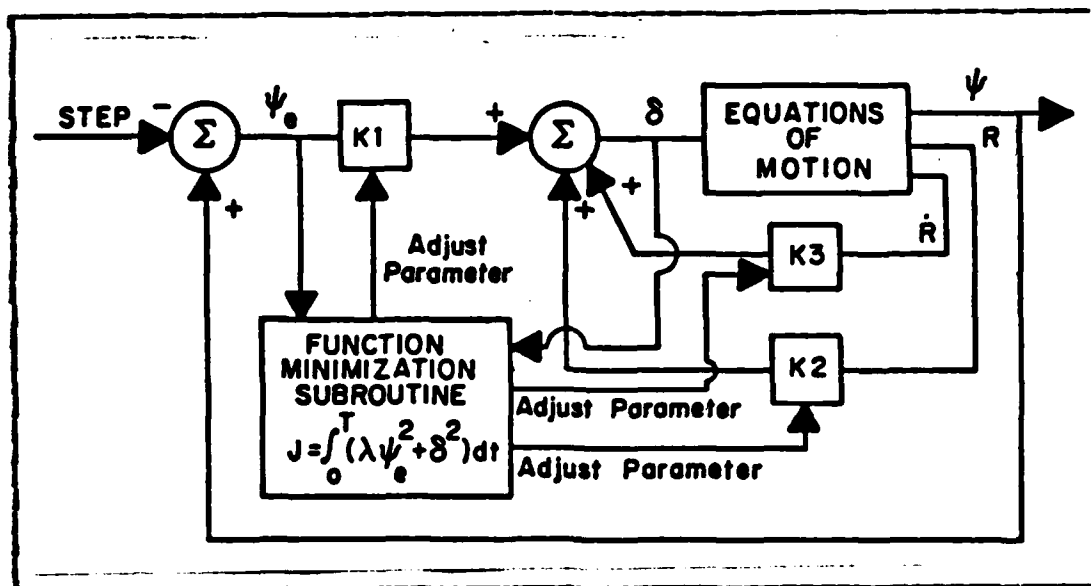 STEP
−
Σ
+
ψe
K1
+
Σ
+
+
δ
EQUATIONS
OF
MOTION
ψ
R
Ṙ
K3
K2
Adjust
Parameter
FUNCTION
MINIMIZATION
SUBROUTINE
J=∫₀ᵀ(λψe²+δ²)dt
Adjust Parameter
Adjust Parameter